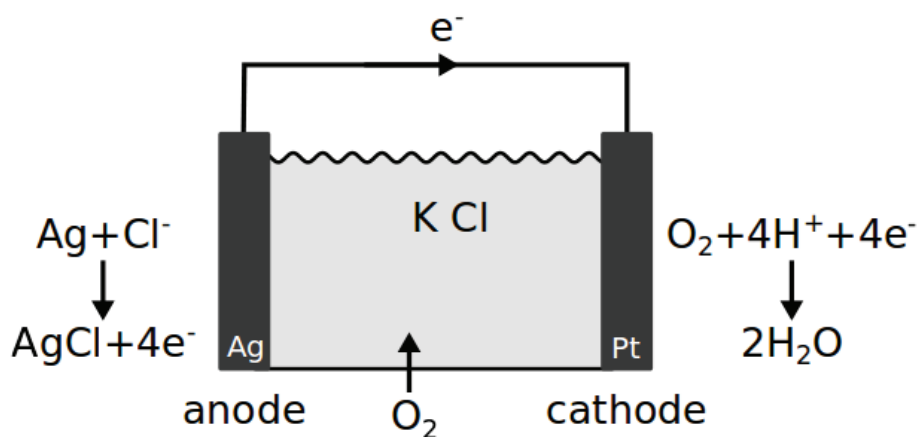 e⁻
K Cl
Ag+Cl⁻
AgCl+4e⁻
Ag
anode
O₂
O₂+4H⁺+4e⁻
2H₂O
Pt
cathode